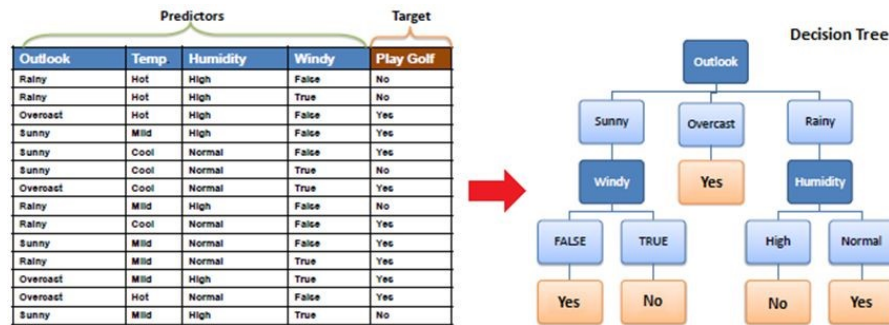 Predictors Target
Outlook Temp. Humidity Windy Play Golf
Rainy Hot High False No
Rainy Hot High True No
Overcast Hot High False Yes
Sunny Mild High False Yes
Sunny Cool Normal False Yes
Sunny Cool Normal True No
Overcast Cool Normal True Yes
Rainy Mild High False No
Rainy Cool Normal False Yes
Sunny Mild Normal False Yes
Rainy Mild Normal True Yes
Overcast Mild High True Yes
Overcast Hot Normal False Yes
Sunny Mild High True No
Decision Tree
Outlook
Sunny Overcast Rainy
Windy Yes Humidity
FALSE TRUE High Normal
Yes No No Yes